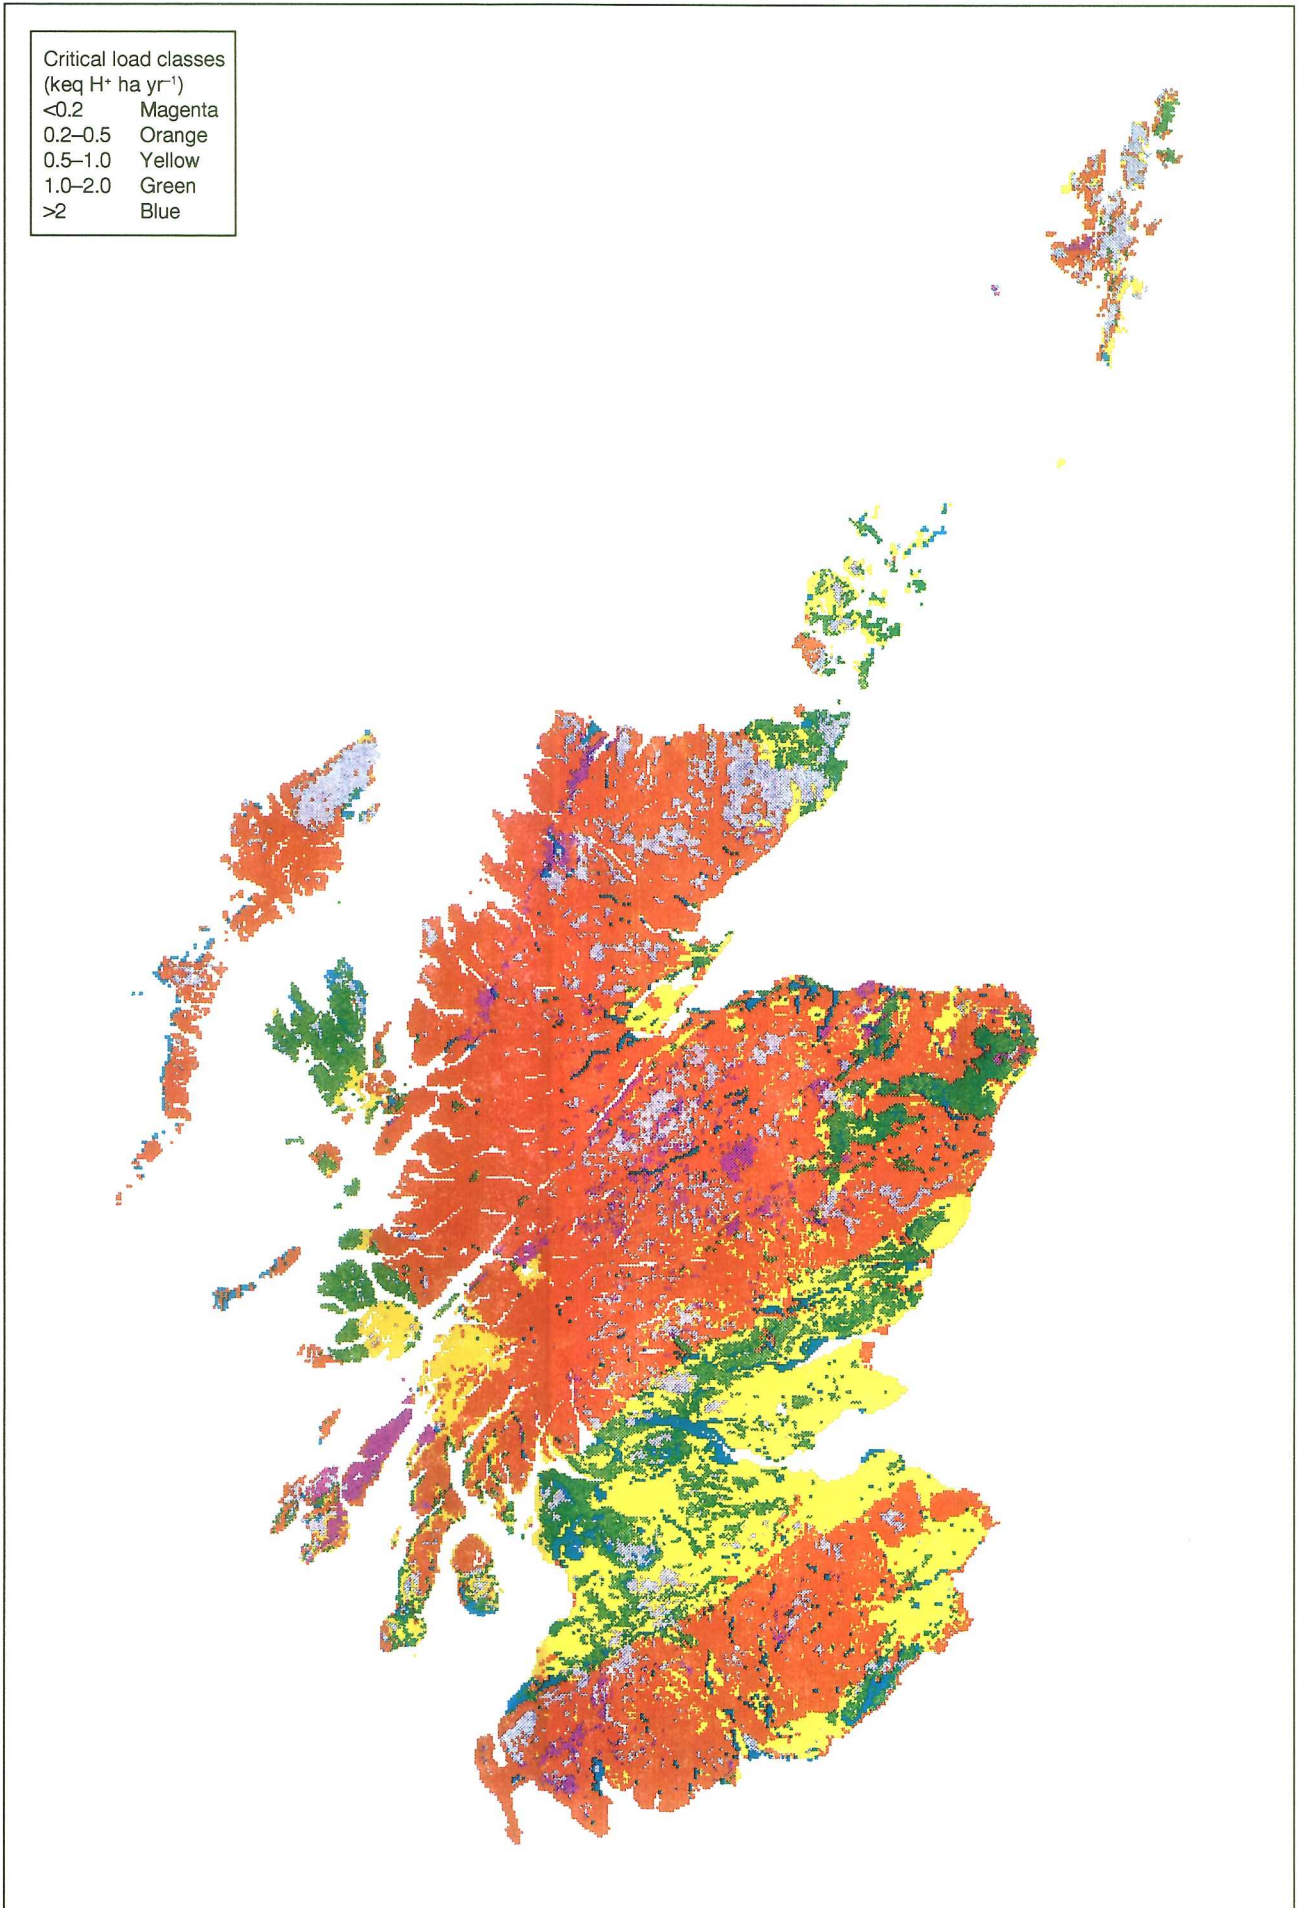 Critical load classes
(keq H⁺ ha yr⁻¹)
<0.2 Magenta
0.2–0.5 Orange
0.5–1.0 Yellow
1.0–2.0 Green
>2 Blue